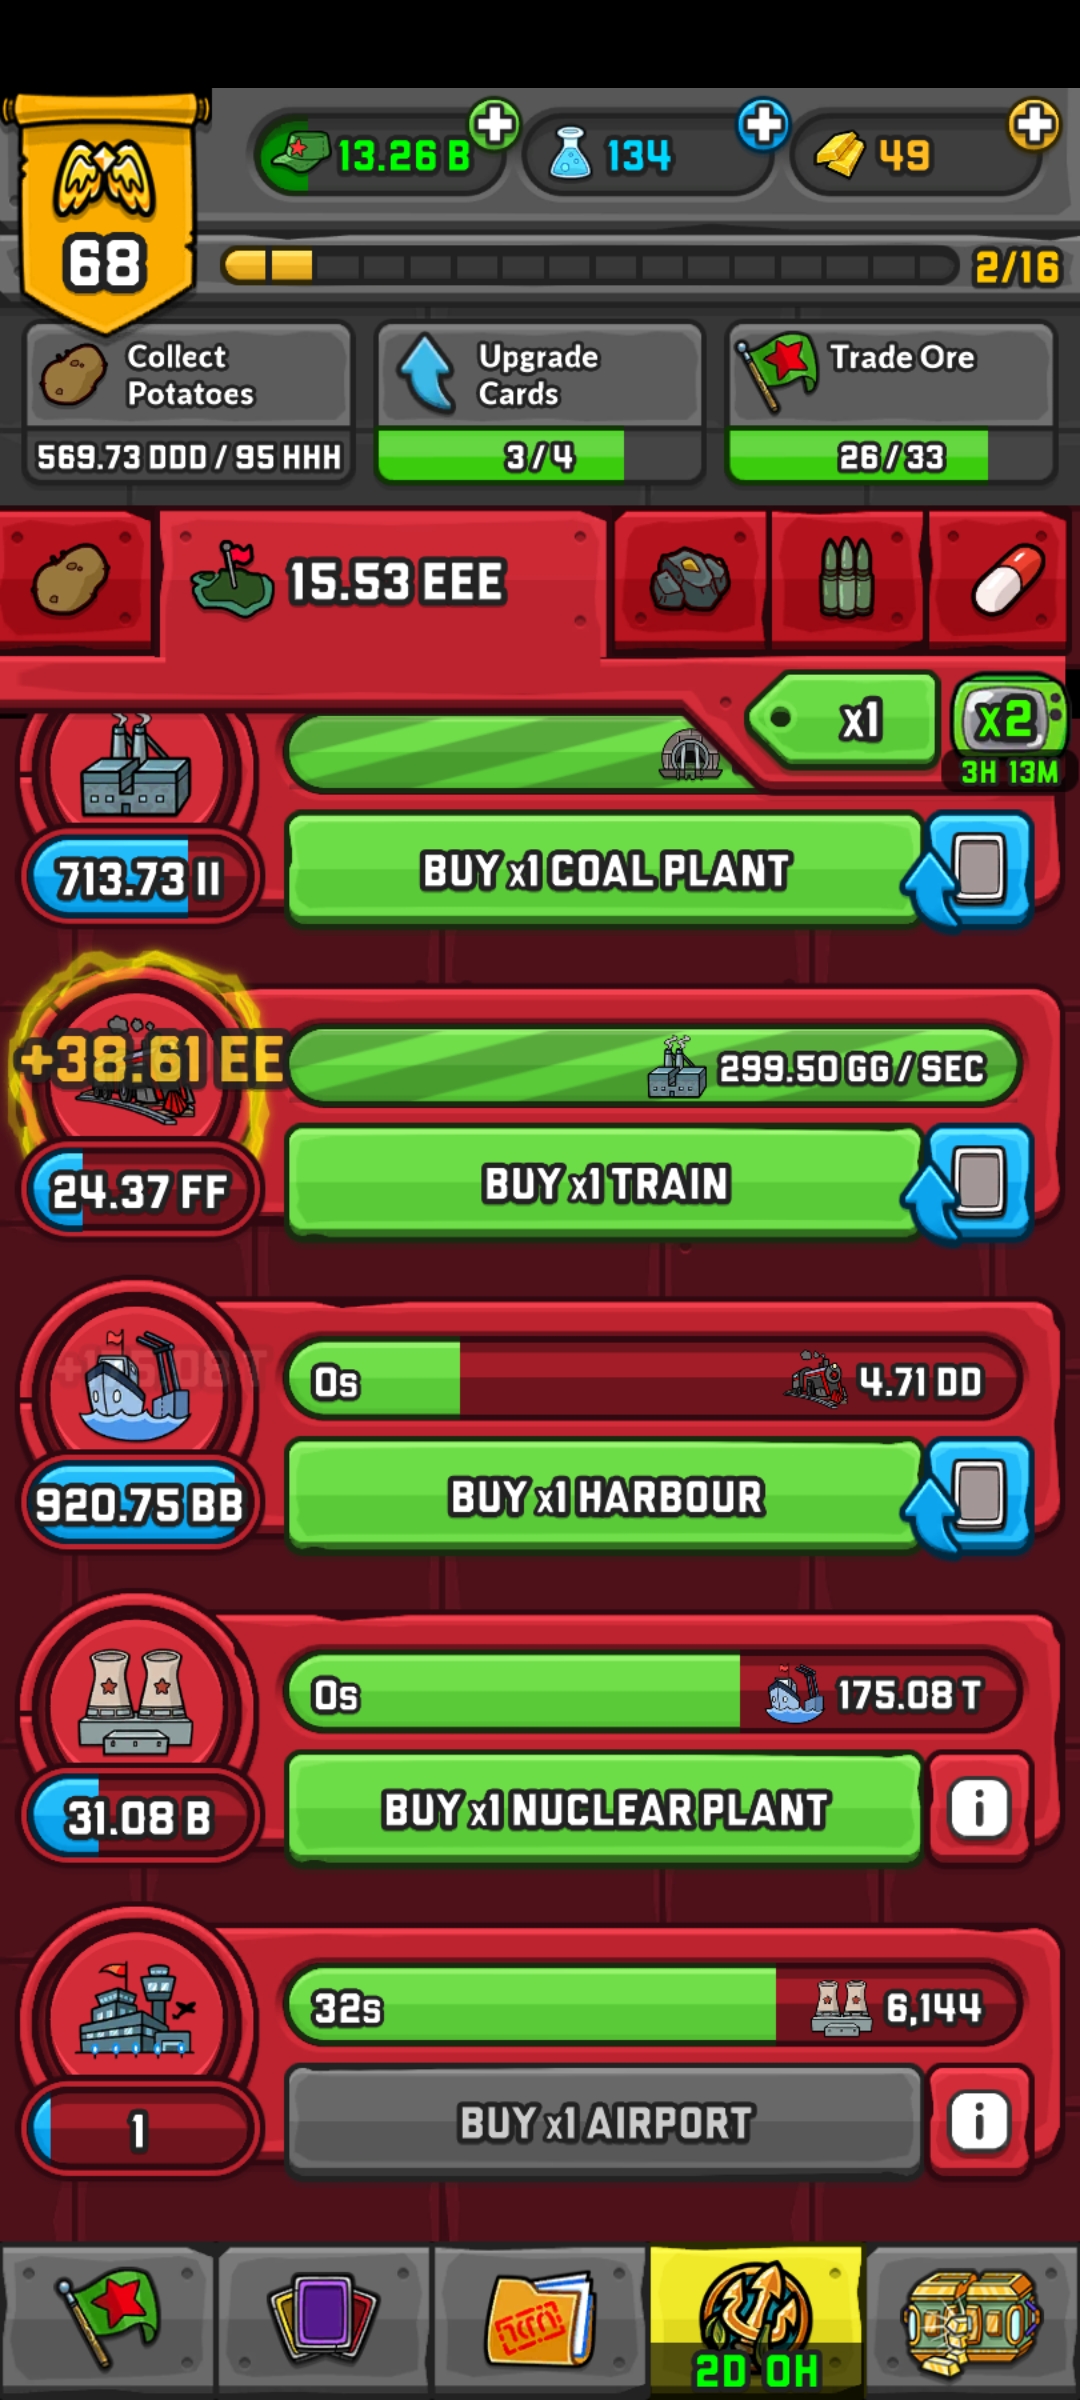 13.26 B
134
49
68
2/16
Collect
Potatoes
569.73 DDD / 95 HHH
Upgrade
Cards
3/4
Trade Ore
26/33
15.53 EEE
x1
x2
3H 13M
713.73 II
BUY x1 COAL PLANT
+38.61 EE
299.50 GG / SEC
24.37 FF
BUY x1 TRAIN
0s
4.71 DD
920.75 BB
BUY x1 HARBOUR
0s
175.08 T
31.08 B
BUY x1 NUCLEAR PLANT
i
32s
6,144
1
BUY x1 AIRPORT
i
2D 0H